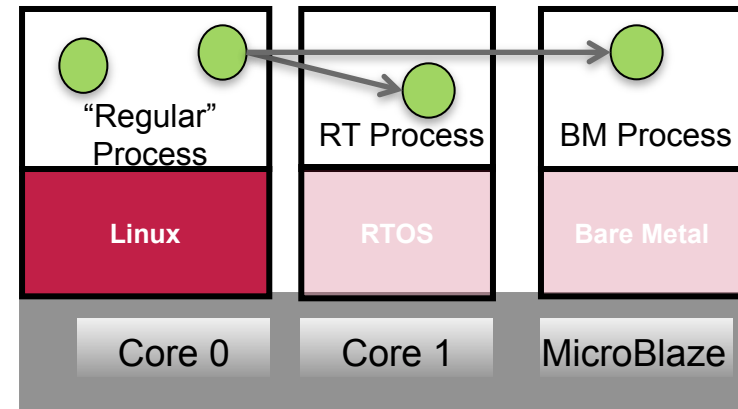 “Regular”
Process
RT Process
BM Process
Linux
RTOS
Bare Metal
Core 0
Core 1
MicroBlaze